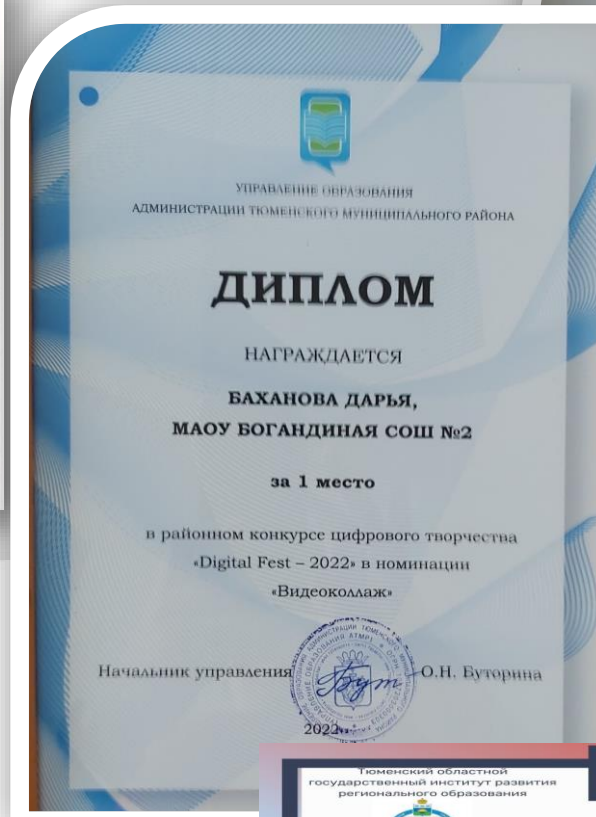 УПРАВЛЕНИЕ ОБРАЗОВАНИЯ
АДМИНИСТРАЦИИ ТЮМЕНСКОГО МУНИЦИПАЛЬНОГО РАЙОНА
ДИПЛОМ
НАГРАЖДАЕТСЯ
БАХАНОВА ДАРЬЯ,
МАОУ БОГАНДИНАЯ СОШ №2
за 1 место
в районном конкурсе цифрового творчества
«Digital Fest – 2022» в номинации
«Видеоколлаж»
Начальник управления О.Н. Буторина
2022
Тюменский областной
государственный институт развития
регионального образования